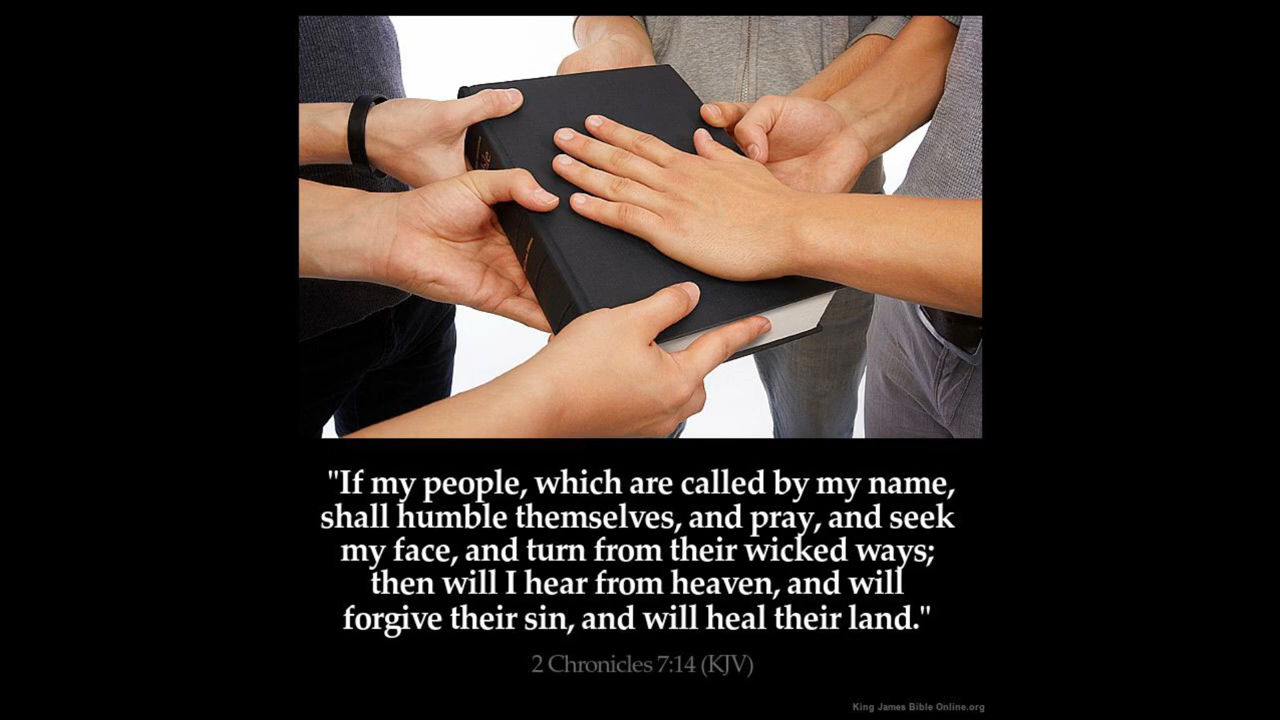 "If my people, which are called by my name,
shall humble themselves, and pray, and seek
my face, and turn from their wicked ways;
then will I hear from heaven, and will
forgive their sin, and will heal their land."
2 Chronicles 7:14 (KJV)
King James Bible Online.org